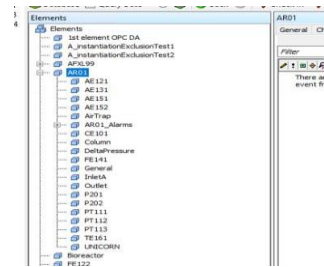 Elements
Elements
1st element OPC DA
A_instantiationExclusionTest1
A_instantiationExclusionTest2
AFXL99
AR01
AE121
AE131
AE151
AE152
AirTrap
AR01_Alarms
CE101
Column
DeltaPressure
FE141
General
InletA
Outlet
P201
P202
PT111
PT112
PT113
TE161
UNICORN
Bioreactor
FE122
AR01
General
Filter
There
event